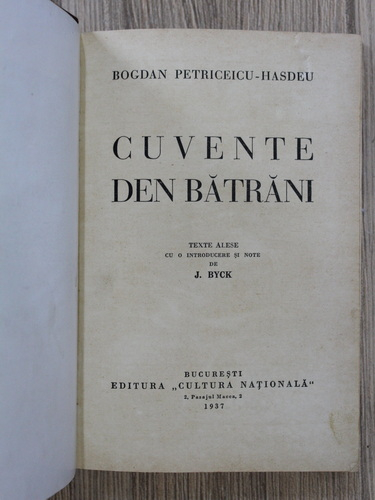 BOGDAN PETRICEICU-HASDEU
CUVENTE
DEN BĂTRĂNI
TEXTE ALESE
CU O INTRODUCERE ȘI NOTE
DE
J. BYCK
BUCUREȘTI
EDITURA „CULTURA NAȚIONALĂ"
2, Pasajul Macca, 2
1937